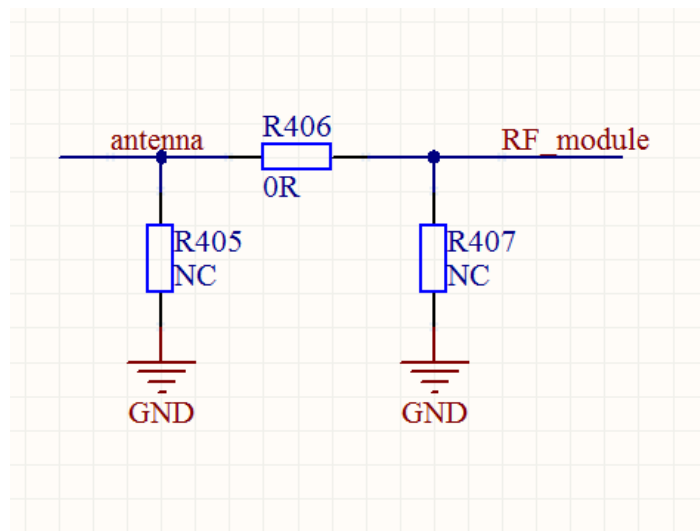 R406
antenna
RF_module
0R
R405
NC
R407
NC
GND
GND